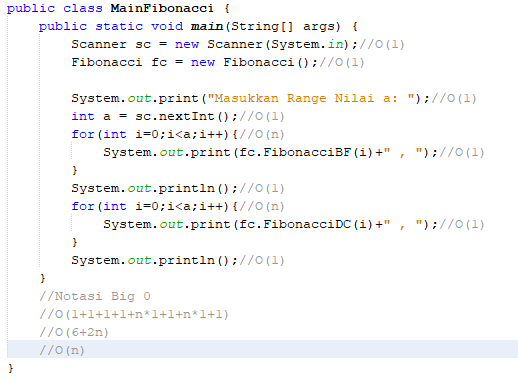 public class MainFibonacci {
public static void main(String[] args) {
Scanner sc = new Scanner(System.in);//O(1)
Fibonacci fc = new Fibonacci();//O(1)
System.out.print("Masukkan Range Nilai a: ");//O(1)
int a = sc.nextInt();//O(1)
for(int i=0;i<a;i++){//O(n)
System.out.print(fc.FibonacciBF(i)+" , ");//O(1)
}
System.out.println();//O(1)
for(int i=0;i<a;i++){//O(n)
System.out.print(fc.FibonacciDC(i)+" , ");//O(1)
}
System.out.println();//O(1)
}
//Notasi Big O
//O(1+1+1+1+n*1+1+n*1+1)
//O(6+2n)
//O(n)
}